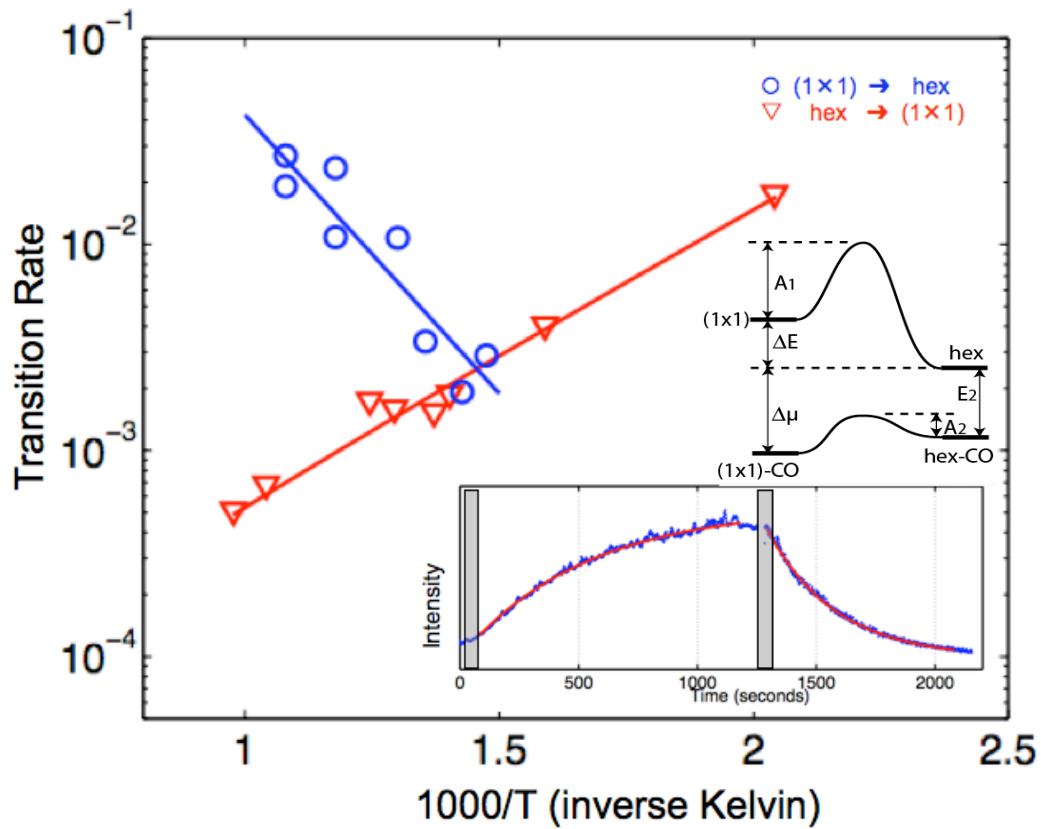 10⁻¹
10⁻²
10⁻³
10⁻⁴
Transition Rate
(1×1) → hex
hex → (1×1)
A1
(1x1)
ΔE
hex
E2
Δμ
A2
hex-CO
(1x1)-CO
Intensity
0 500 1000 1500 2000
Time (seconds)
1 1.5 2 2.5
1000/T (inverse Kelvin)